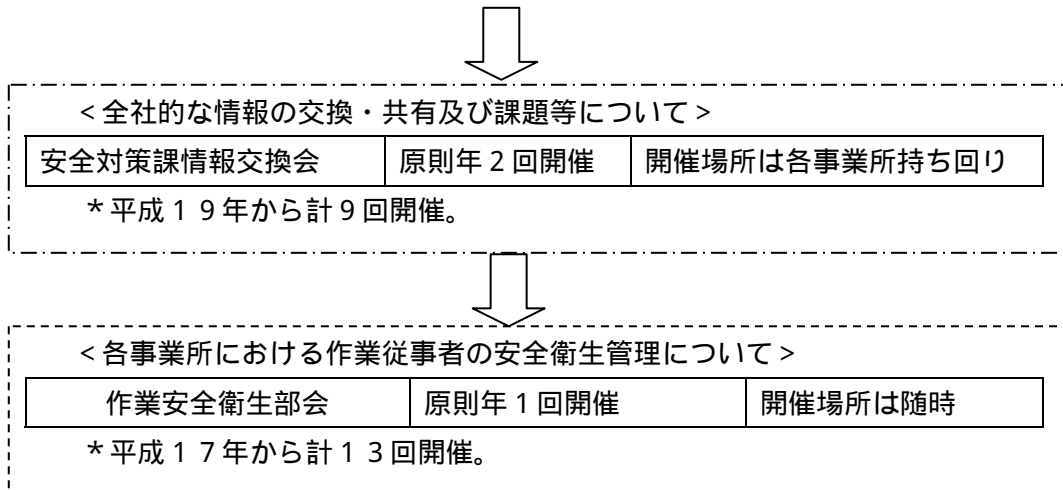 <全社的な情報の交換・共有及び課題等について>
安全対策課情報交換会 原則年2回開催 開催場所は各事業所持ち回り
*平成19年から計9回開催。
<各事業所における作業従事者の安全衛生管理について>
作業安全衛生部会 原則年1回開催 開催場所は随時
*平成17年から計13回開催。